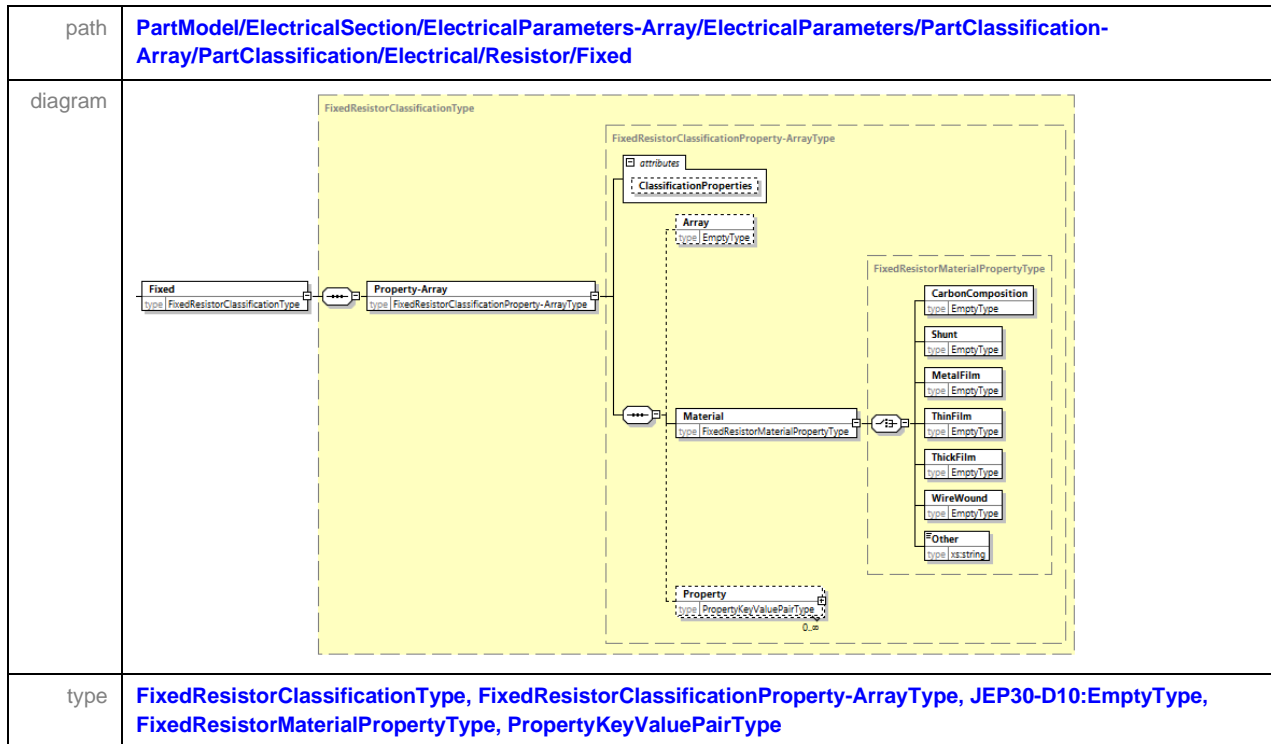 path
PartModel/ElectricalSection/ElectricalParameters-Array/ElectricalParameters/PartClassification-
Array/PartClassification/Electrical/Resistor/Fixed
diagram
FixedResistorClassificationType
FixedResistorClassificationProperty-ArrayType
attributes
ClassificationProperties
Array
type EmptyType
FixedResistorMaterialPropertyType
Fixed
type FixedResistorClassificationType
Property-Array
type FixedResistorClassificationProperty-ArrayType
CarbonComposition
type EmptyType
Shunt
type EmptyType
MetalFilm
type EmptyType
Material
type FixedResistorMaterialPropertyType
ThinFilm
type EmptyType
ThickFilm
type EmptyType
WireWound
type EmptyType
Other
type xs:string
Property
type PropertyKeyValuePairType
0..∞
type
FixedResistorClassificationType, FixedResistorClassificationProperty-ArrayType, JEP30-D10:EmptyType,
FixedResistorMaterialPropertyType, PropertyKeyValuePairType